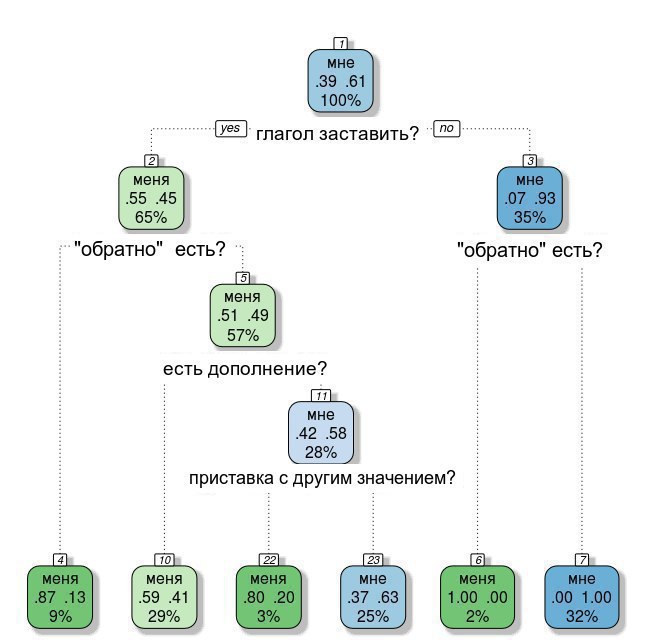 1
мне
.39 .61
100%
yes глагол заставить? no
2
меня
.55 .45
65%
3
мне
.07 .93
35%
"обратно" есть?
"обратно" есть?
5
меня
.51 .49
57%
есть дополнение?
11
мне
.42 .58
28%
приставка с другим значением?
4
меня
.87 .13
9%
10
меня
.59 .41
29%
22
меня
.80 .20
3%
23
мне
.37 .63
25%
6
меня
1.00 .00
2%
7
мне
.00 1.00
32%